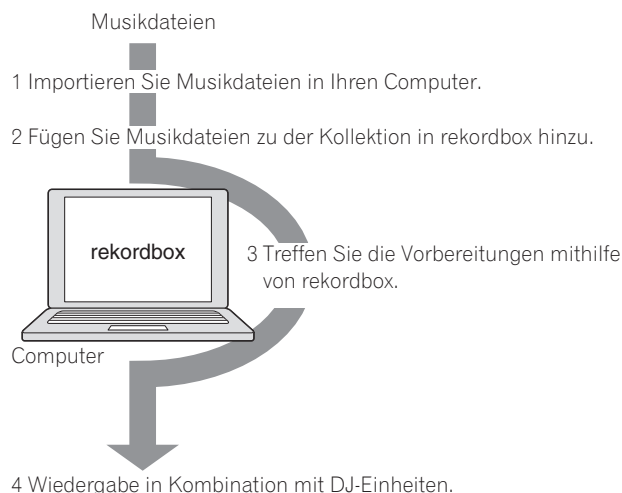 Musikdateien
1 Importieren Sie Musikdateien in Ihren Computer.
2 Fügen Sie Musikdateien zu der Kollektion in rekordbox hinzu.
rekordbox
3 Treffen Sie die Vorbereitungen mithilfe
von rekordbox.
Computer
4 Wiedergabe in Kombination mit DJ-Einheiten.